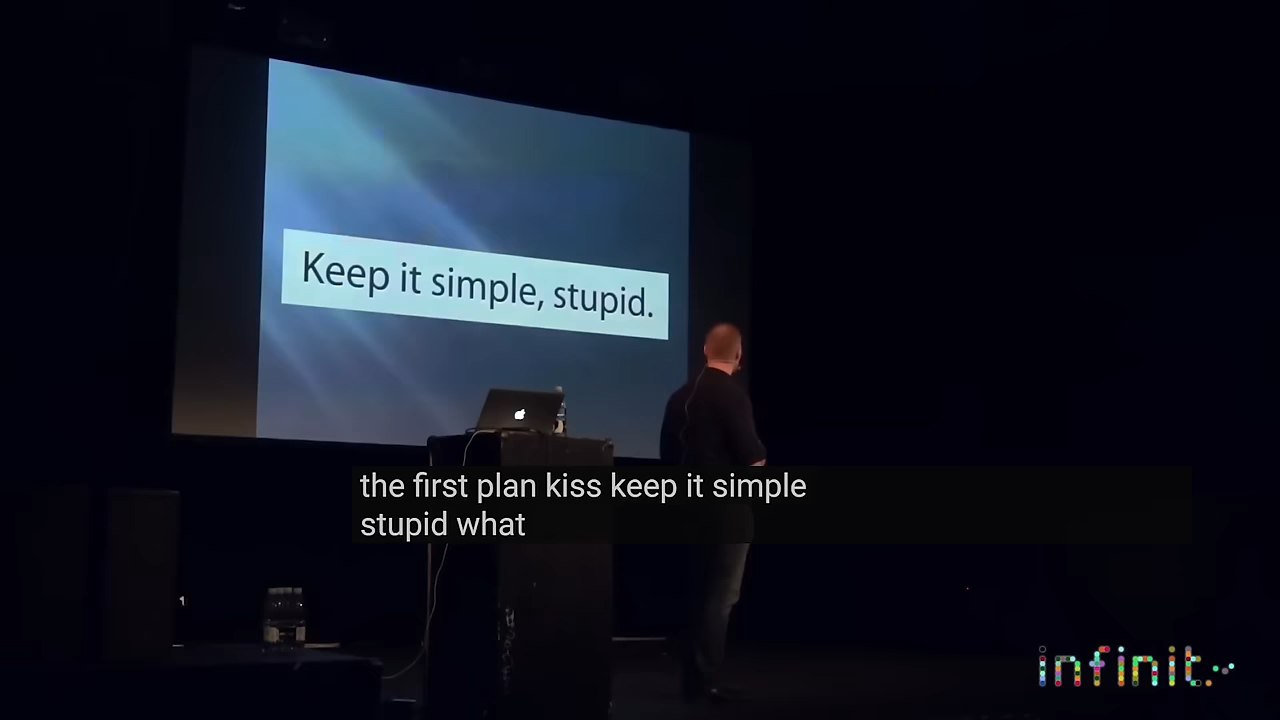 Keep it simple, stupid.
the first plan kiss keep it simple
stupid what
infinit